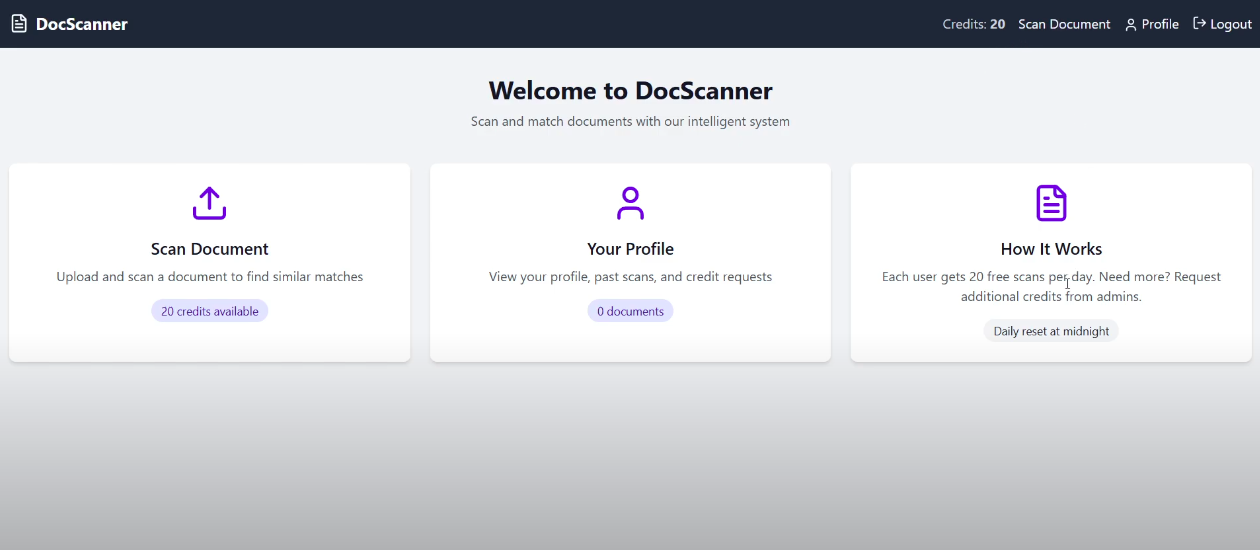 DocScanner
Credits: 20 Scan Document Profile Logout
Welcome to DocScanner
Scan and match documents with our intelligent system
Scan Document
Upload and scan a document to find similar matches
20 credits available
Your Profile
View your profile, past scans, and credit requests
0 documents
How It Works
Each user gets 20 free scans per day. Need more? Request
additional credits from admins.
Daily reset at midnight